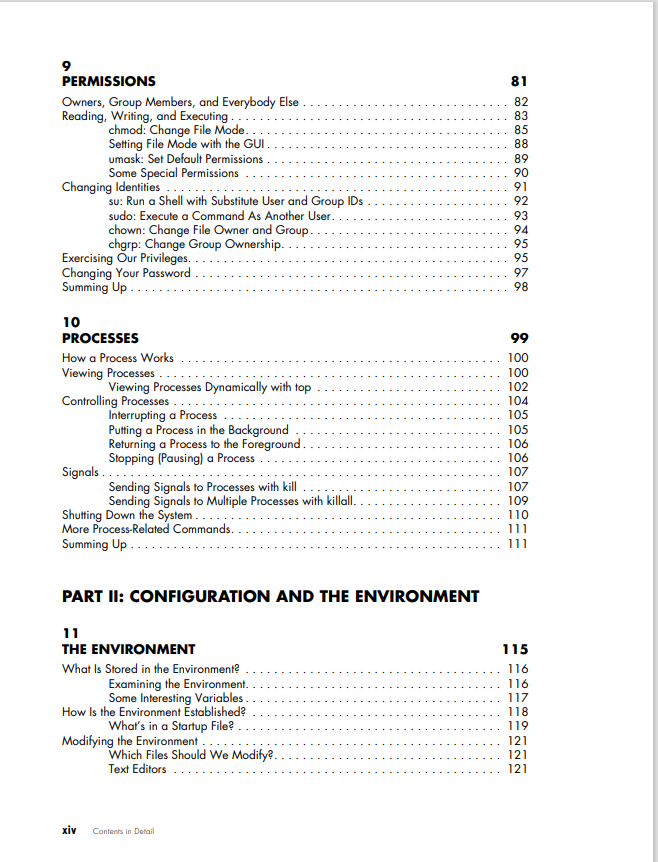 9
PERMISSIONS 81
Owners, Group Members, and Everybody Else . . . . . . . . . . . . . . . . . . . . . . . . . . . . . 82
Reading, Writing, and Executing . . . . . . . . . . . . . . . . . . . . . . . . . . . . . . . . . . . . . . . 83
chmod: Change File Mode. . . . . . . . . . . . . . . . . . . . . . . . . . . . . . . . . . . . . 85
Setting File Mode with the GUI . . . . . . . . . . . . . . . . . . . . . . . . . . . . . . . . . . 88
umask: Set Default Permissions . . . . . . . . . . . . . . . . . . . . . . . . . . . . . . . . . . 89
Some Special Permissions . . . . . . . . . . . . . . . . . . . . . . . . . . . . . . . . . . . . . 90
Changing Identities . . . . . . . . . . . . . . . . . . . . . . . . . . . . . . . . . . . . . . . . . . . . . . . . 91
su: Run a Shell with Substitute User and Group IDs . . . . . . . . . . . . . . . . . . . . 92
sudo: Execute a Command As Another User. . . . . . . . . . . . . . . . . . . . . . . . . 93
chown: Change File Owner and Group . . . . . . . . . . . . . . . . . . . . . . . . . . . . 94
chgrp: Change Group Ownership. . . . . . . . . . . . . . . . . . . . . . . . . . . . . . . . 95
Exercising Our Privileges. . . . . . . . . . . . . . . . . . . . . . . . . . . . . . . . . . . . . . . . . . . . . 95
Changing Your Password . . . . . . . . . . . . . . . . . . . . . . . . . . . . . . . . . . . . . . . . . . . . 97
Summing Up . . . . . . . . . . . . . . . . . . . . . . . . . . . . . . . . . . . . . . . . . . . . . . . . . . . . . 98
10
PROCESSES 99
How a Process Works . . . . . . . . . . . . . . . . . . . . . . . . . . . . . . . . . . . . . . . . . . . . . 100
Viewing Processes . . . . . . . . . . . . . . . . . . . . . . . . . . . . . . . . . . . . . . . . . . . . . . . . 100
Viewing Processes Dynamically with top . . . . . . . . . . . . . . . . . . . . . . . . . . 102
Controlling Processes . . . . . . . . . . . . . . . . . . . . . . . . . . . . . . . . . . . . . . . . . . . . . . 104
Interrupting a Process . . . . . . . . . . . . . . . . . . . . . . . . . . . . . . . . . . . . . . . 105
Putting a Process in the Background . . . . . . . . . . . . . . . . . . . . . . . . . . . . . 105
Returning a Process to the Foreground . . . . . . . . . . . . . . . . . . . . . . . . . . . . 106
Stopping (Pausing) a Process . . . . . . . . . . . . . . . . . . . . . . . . . . . . . . . . . . 106
Signals . . . . . . . . . . . . . . . . . . . . . . . . . . . . . . . . . . . . . . . . . . . . . . . . . . . . . . . . 107
Sending Signals to Processes with kill . . . . . . . . . . . . . . . . . . . . . . . . . . . . 107
Sending Signals to Multiple Processes with killall. . . . . . . . . . . . . . . . . . . . . 109
Shutting Down the System . . . . . . . . . . . . . . . . . . . . . . . . . . . . . . . . . . . . . . . . . . . 110
More Process-Related Commands. . . . . . . . . . . . . . . . . . . . . . . . . . . . . . . . . . . . . . 111
Summing Up . . . . . . . . . . . . . . . . . . . . . . . . . . . . . . . . . . . . . . . . . . . . . . . . . . . . 111
PART II: CONFIGURATION AND THE ENVIRONMENT
11
THE ENVIRONMENT 115
What Is Stored in the Environment? . . . . . . . . . . . . . . . . . . . . . . . . . . . . . . . . . . . . 116
Examining the Environment. . . . . . . . . . . . . . . . . . . . . . . . . . . . . . . . . . . . 116
Some Interesting Variables . . . . . . . . . . . . . . . . . . . . . . . . . . . . . . . . . . . . 117
How Is the Environment Established? . . . . . . . . . . . . . . . . . . . . . . . . . . . . . . . . . . . 118
What's in a Startup File? . . . . . . . . . . . . . . . . . . . . . . . . . . . . . . . . . . . . . . 119
Modifying the Environment . . . . . . . . . . . . . . . . . . . . . . . . . . . . . . . . . . . . . . . . . . 121
Which Files Should We Modify?. . . . . . . . . . . . . . . . . . . . . . . . . . . . . . . . 121
Text Editors . . . . . . . . . . . . . . . . . . . . . . . . . . . . . . . . . . . . . . . . . . . . . . 121
xiv Contents in Detail